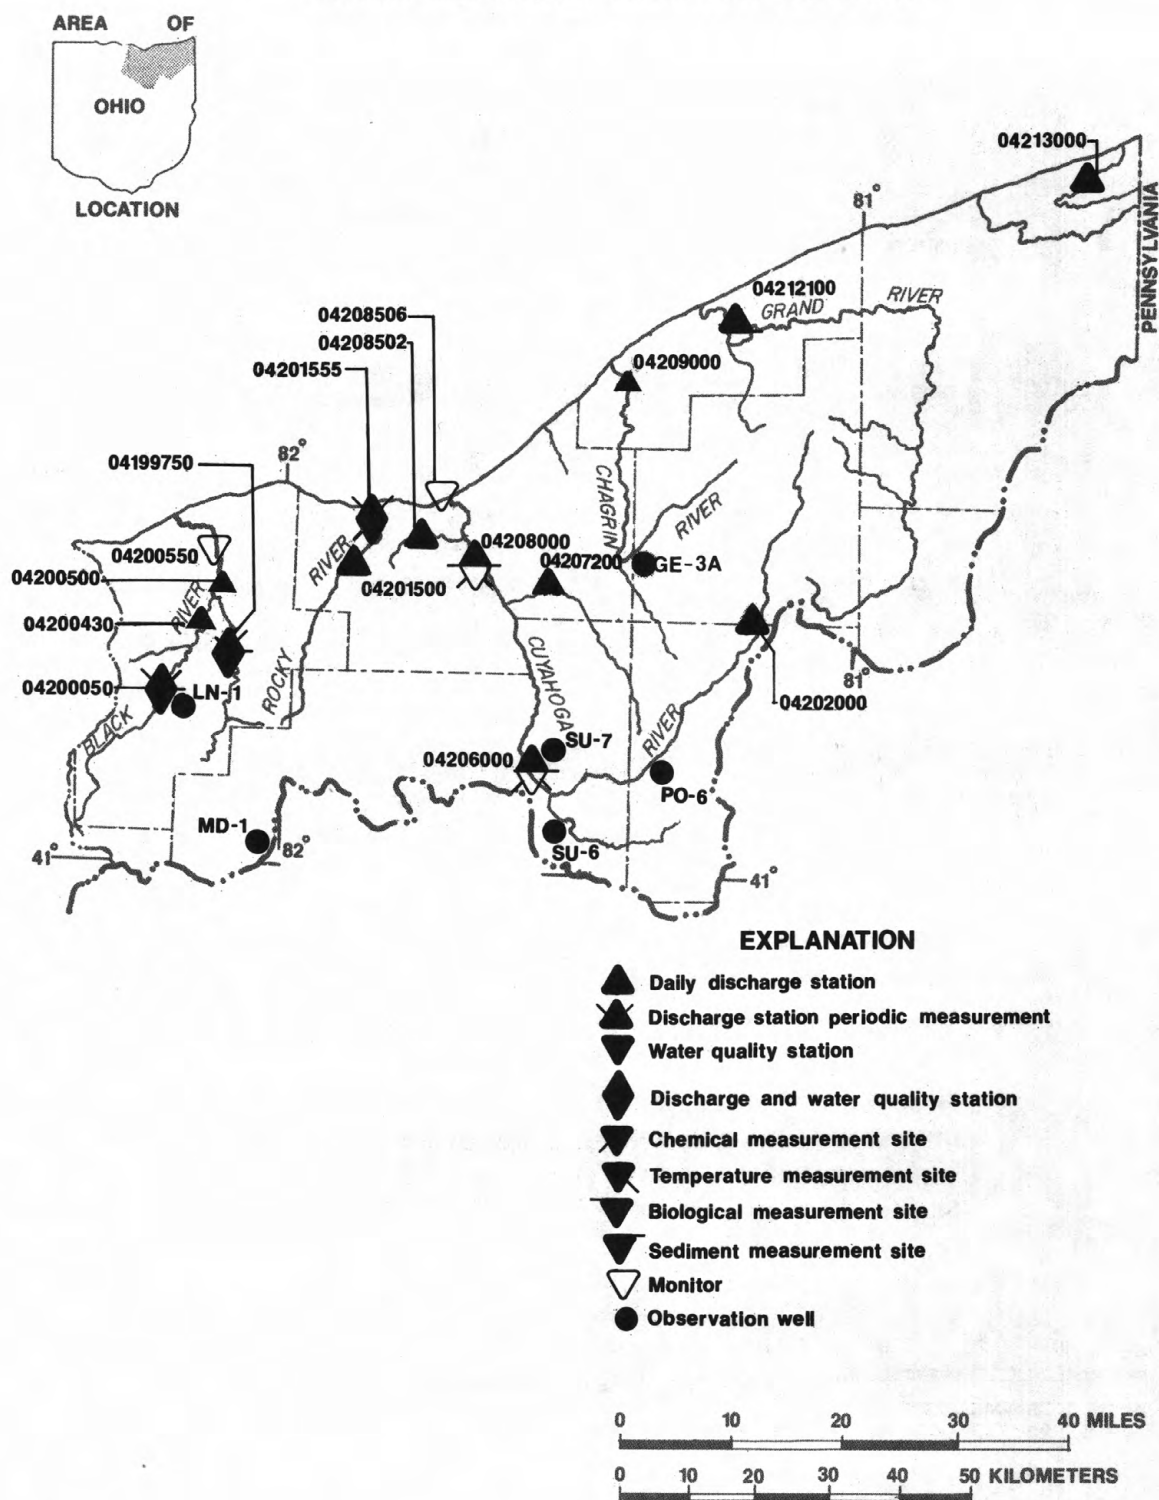 AREA OF
OHIO
LOCATION
04213000
81°
PENNSYLVANIA
04212100
GRAND RIVER
04208506
04208502
04209000
04201555
82°
04199750
CHAGRIN
RIVER
04200550
RIVER
04208000
04207200
GE-3A
04200500
04201500
RIVER
04200430
04200050
LN-1
ROCKY
CUYAHOGA
81°
04202000
BLACK
RIVER
SU-7
04206000
PO-6
MD-1
82°
SU-6
41°
41°
EXPLANATION
Daily discharge station
Discharge station periodic measurement
Water quality station
Discharge and water quality station
Chemical measurement site
Temperature measurement site
Biological measurement site
Sediment measurement site
Monitor
Observation well
0 10 20 30 40 MILES
0 10 20 30 40 50 KILOMETERS